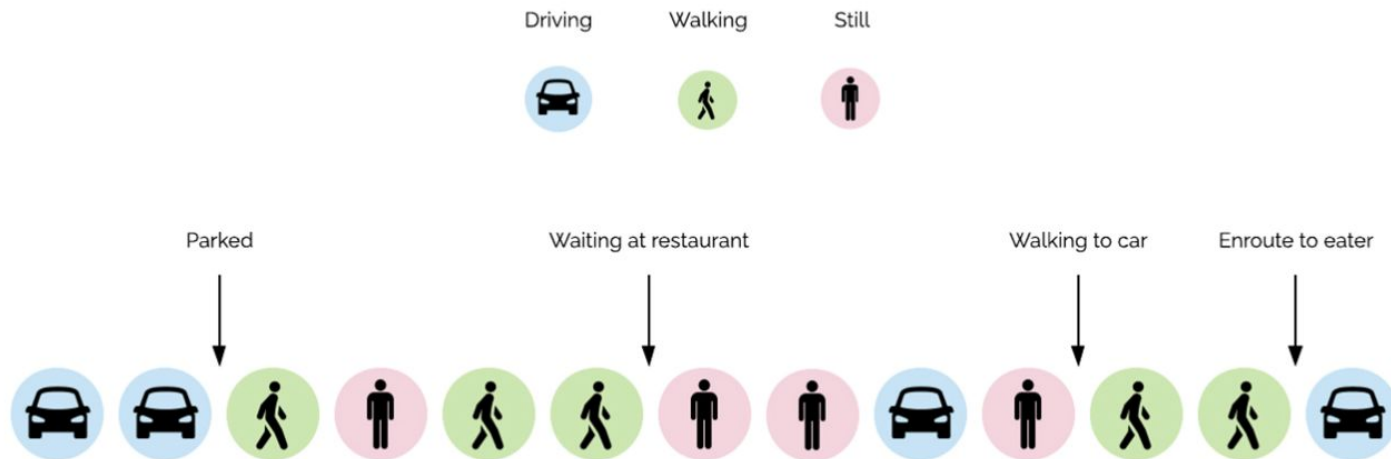 Driving Walking Still
Parked Waiting at restaurant Walking to car Enroute to eater